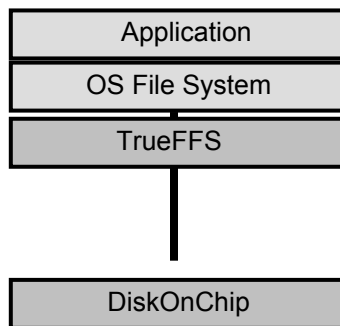 Application
OS File System
TrueFFS
DiskOnChip